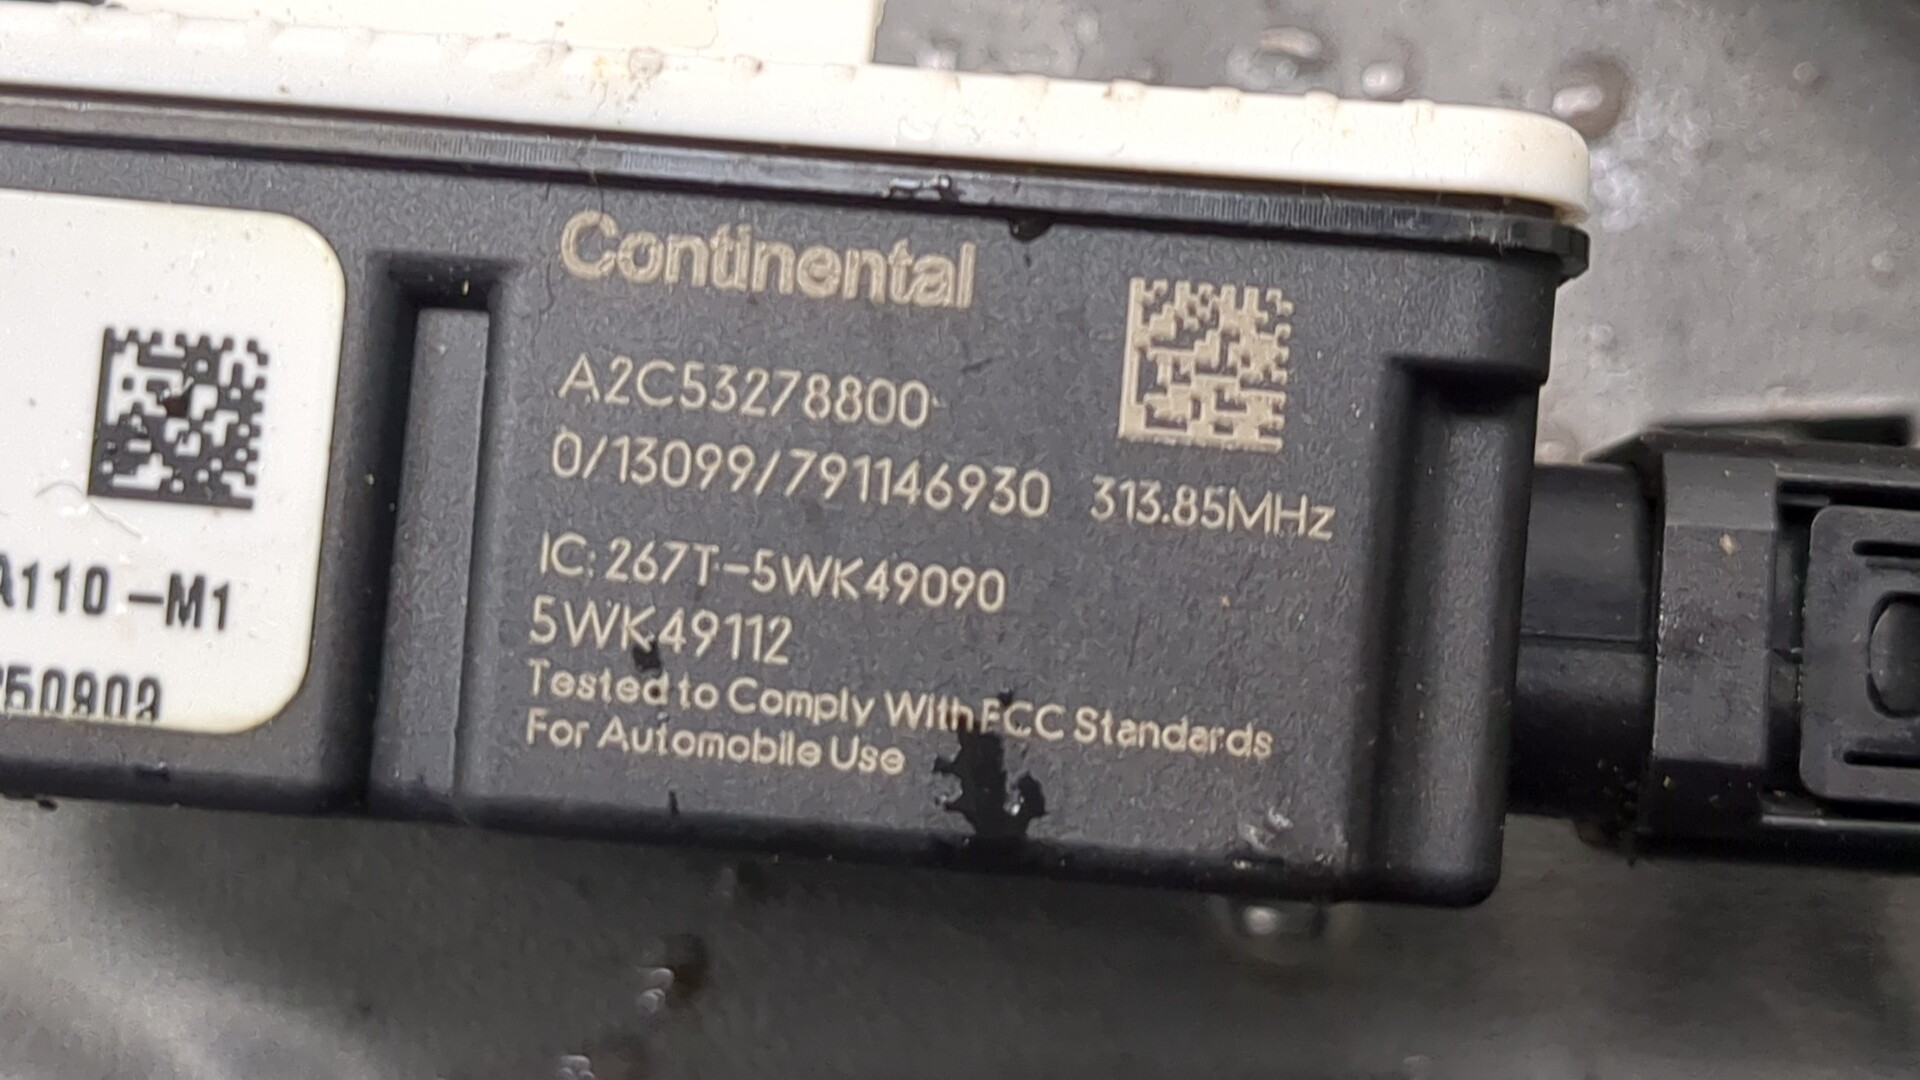 Continental
A2C53278800
0/13099/791146930 313.85MHz
IC: 267T-5WK49090
5WK49112
Tested to Comply With FCC Standards
For Automobile Use
A110-M1